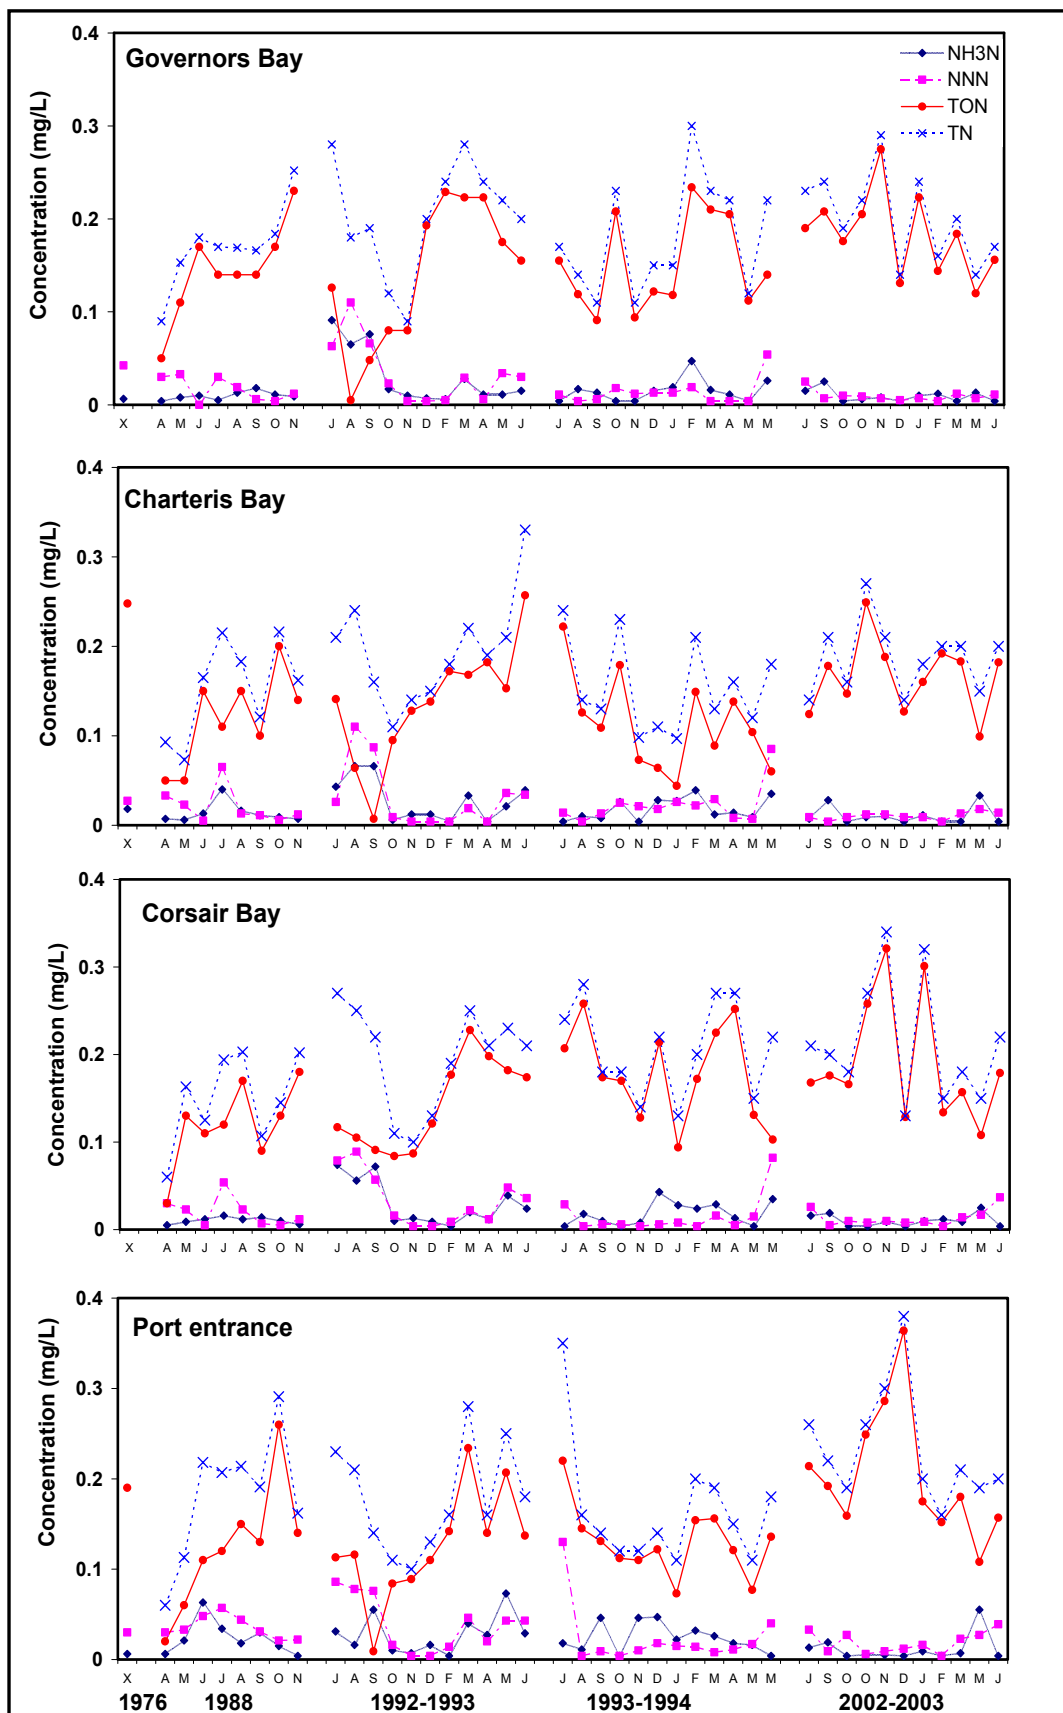 Governors Bay
NH3N
NNN
TON
TN
Concentration (mg/L)
0.4
0.3
0.2
0.1
0
X A M J J A S O N J A S O N D F M A M J J A S O N D J F M A M M J S O O N D J F M M J
Charteris Bay
Concentration (mg/L)
0.4
0.3
0.2
0.1
0
X A M J J A S O N J A S O N D F M A M J J A S O N D J F M A M M J S O O N D J F M M J
Corsair Bay
Concentration (mg/L)
0.4
0.3
0.2
0.1
0
X A M J J A S O N J A S O N D F M A M J J A S O N D J F M A M M J S O O N D J F M M J
Port entrance
Concentration (mg/L)
0.4
0.3
0.2
0.1
0
X A M J J A S O N J A S O N D F M A M J J A S O N D J F M A M M J S O O N D J F M M J
1976 1988 1992-1993 1993-1994 2002-2003